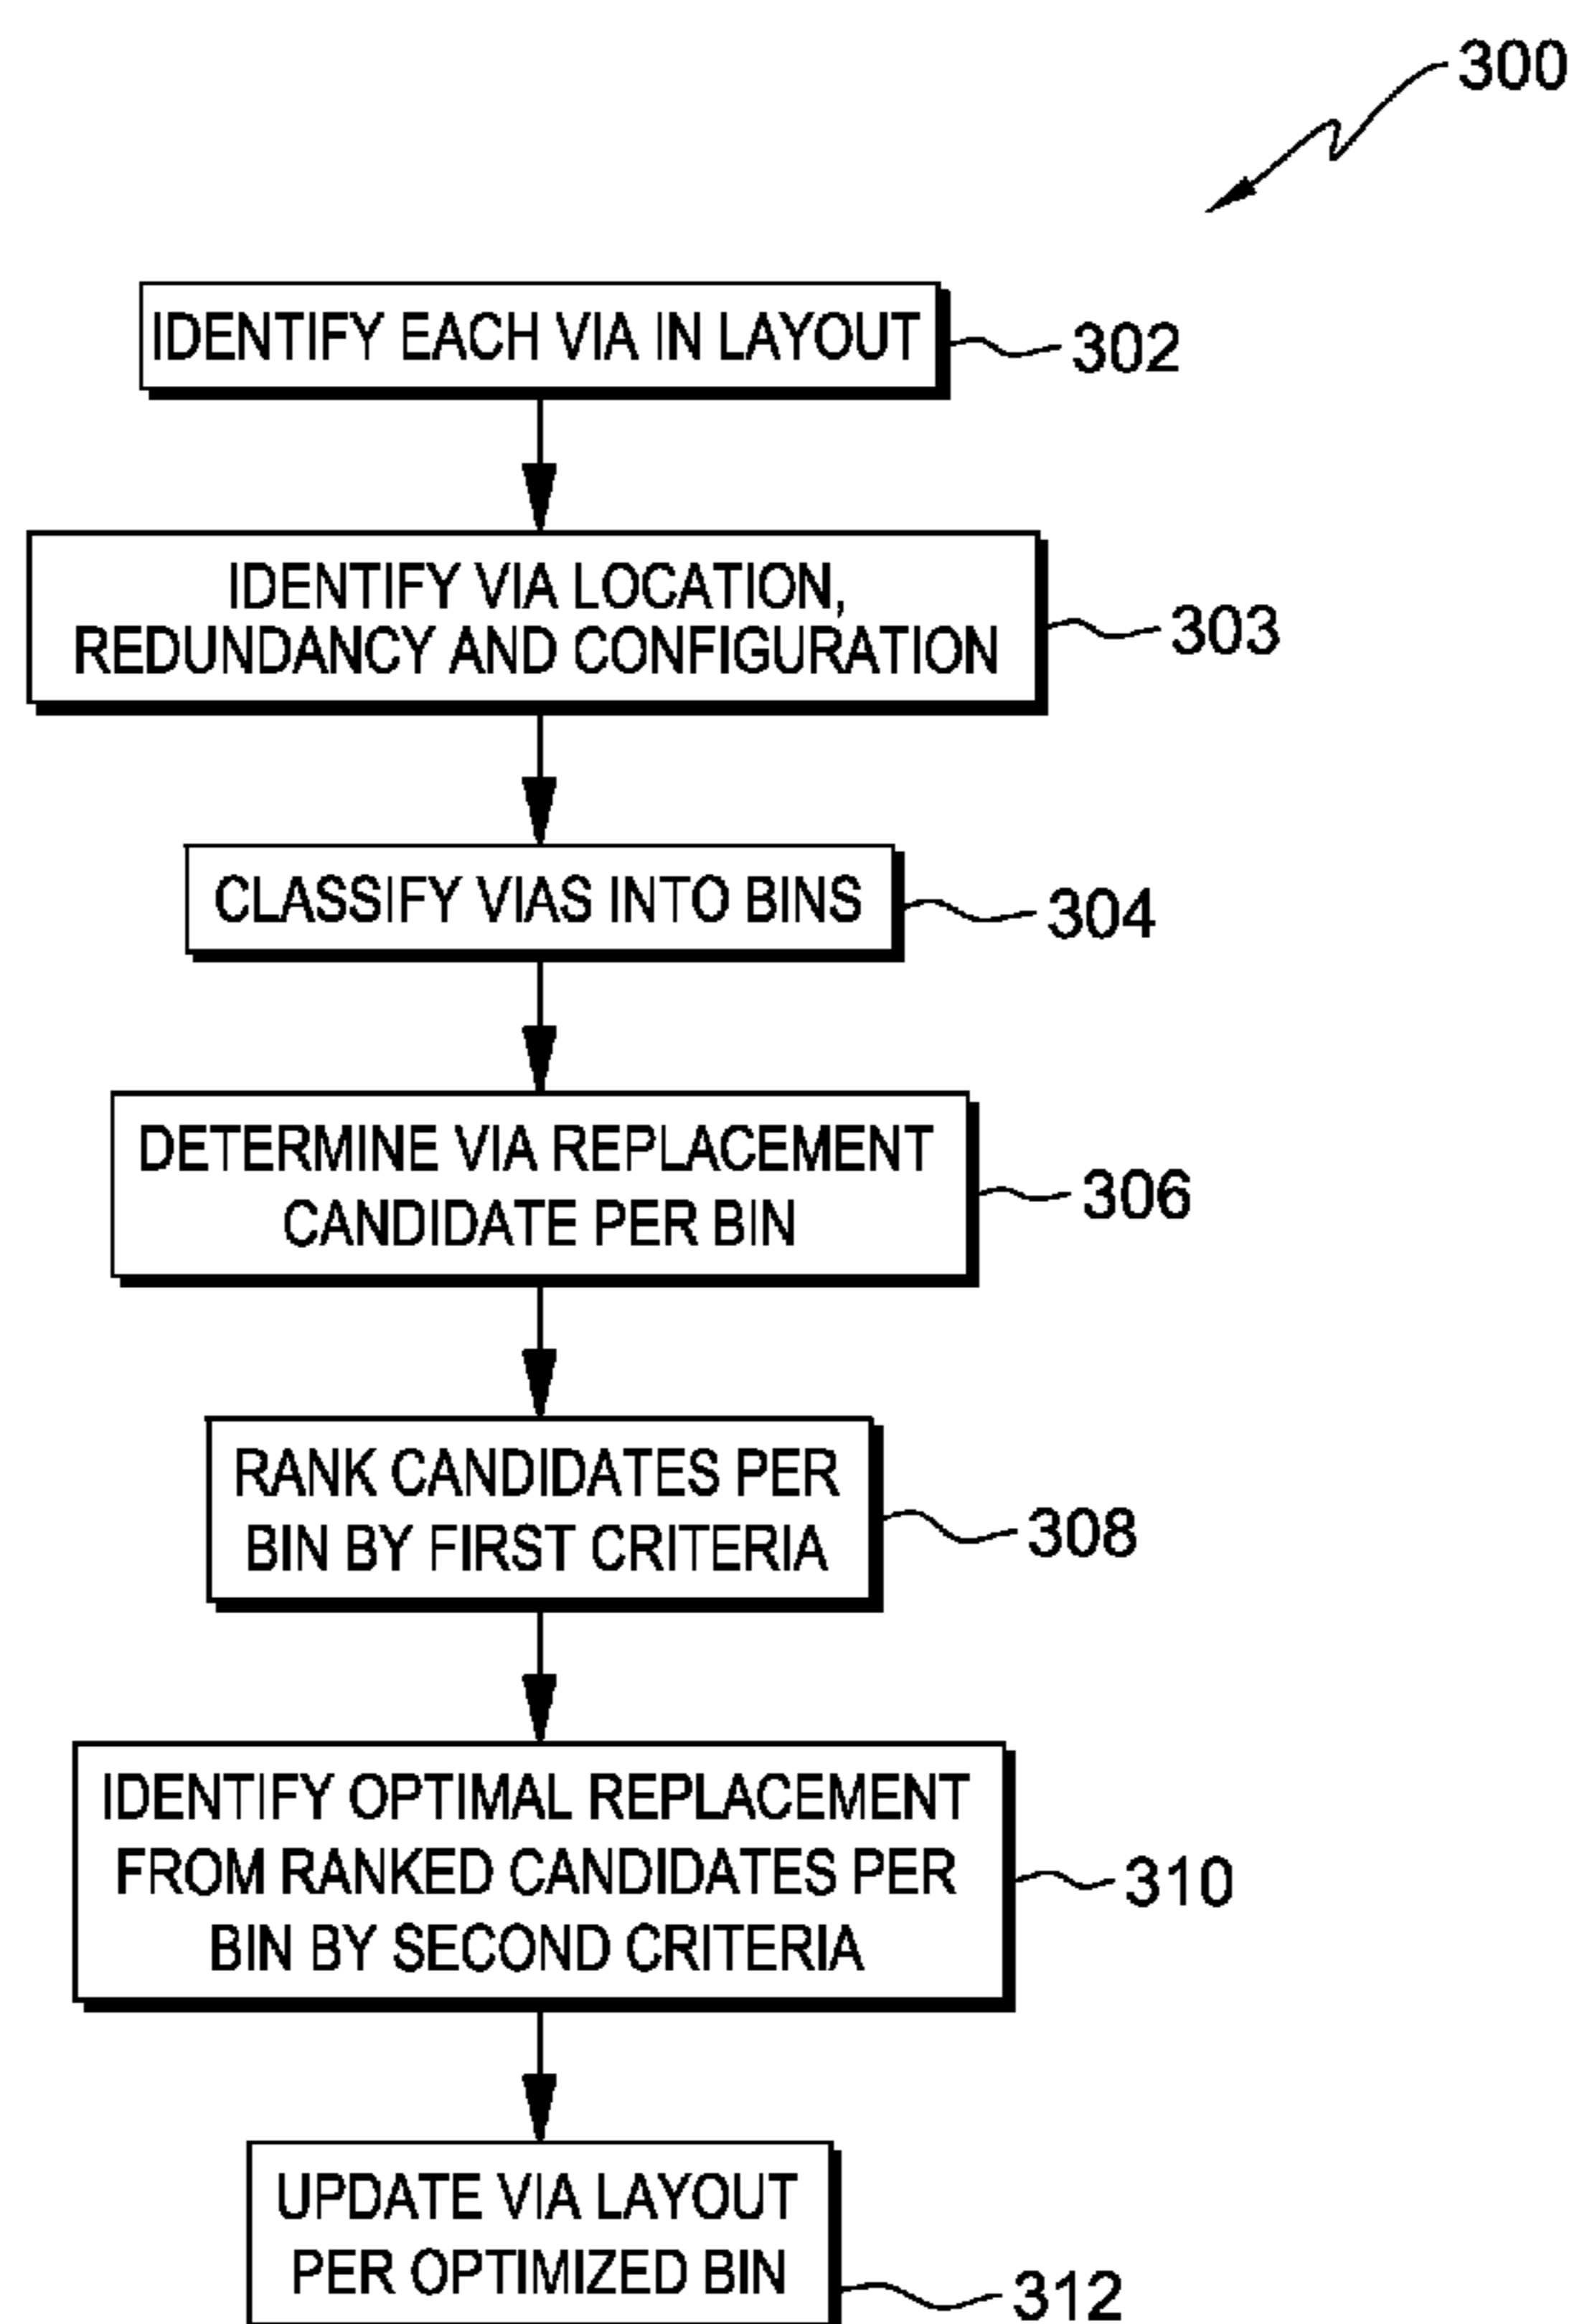 300
IDENTIFY EACH VIA IN LAYOUT
302
IDENTIFY VIA LOCATION,
REDUNDANCY AND CONFIGURATION
303
CLASSIFY VIAS INTO BINS
304
DETERMINE VIA REPLACEMENT
CANDIDATE PER BIN
306
RANK CANDIDATES PER
BIN BY FIRST CRITERIA
308
IDENTIFY OPTIMAL REPLACEMENT
FROM RANKED CANDIDATES PER
BIN BY SECOND CRITERIA
310
UPDATE VIA LAYOUT
PER OPTIMIZED BIN
312